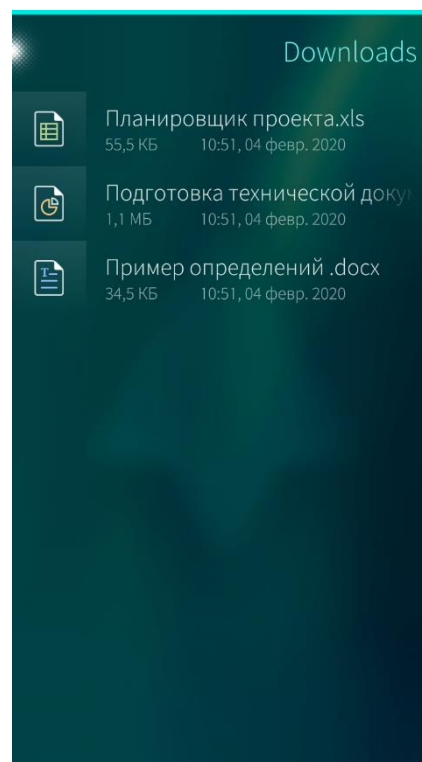 Downloads
Планировщик проекта.xls
55,5 КБ 10:51, 04 февр. 2020
Подготовка технической
1,1 МБ 10:51, 04 февр. 2020
Пример определений .docx
34,5 КБ 10:51, 04 февр. 2020